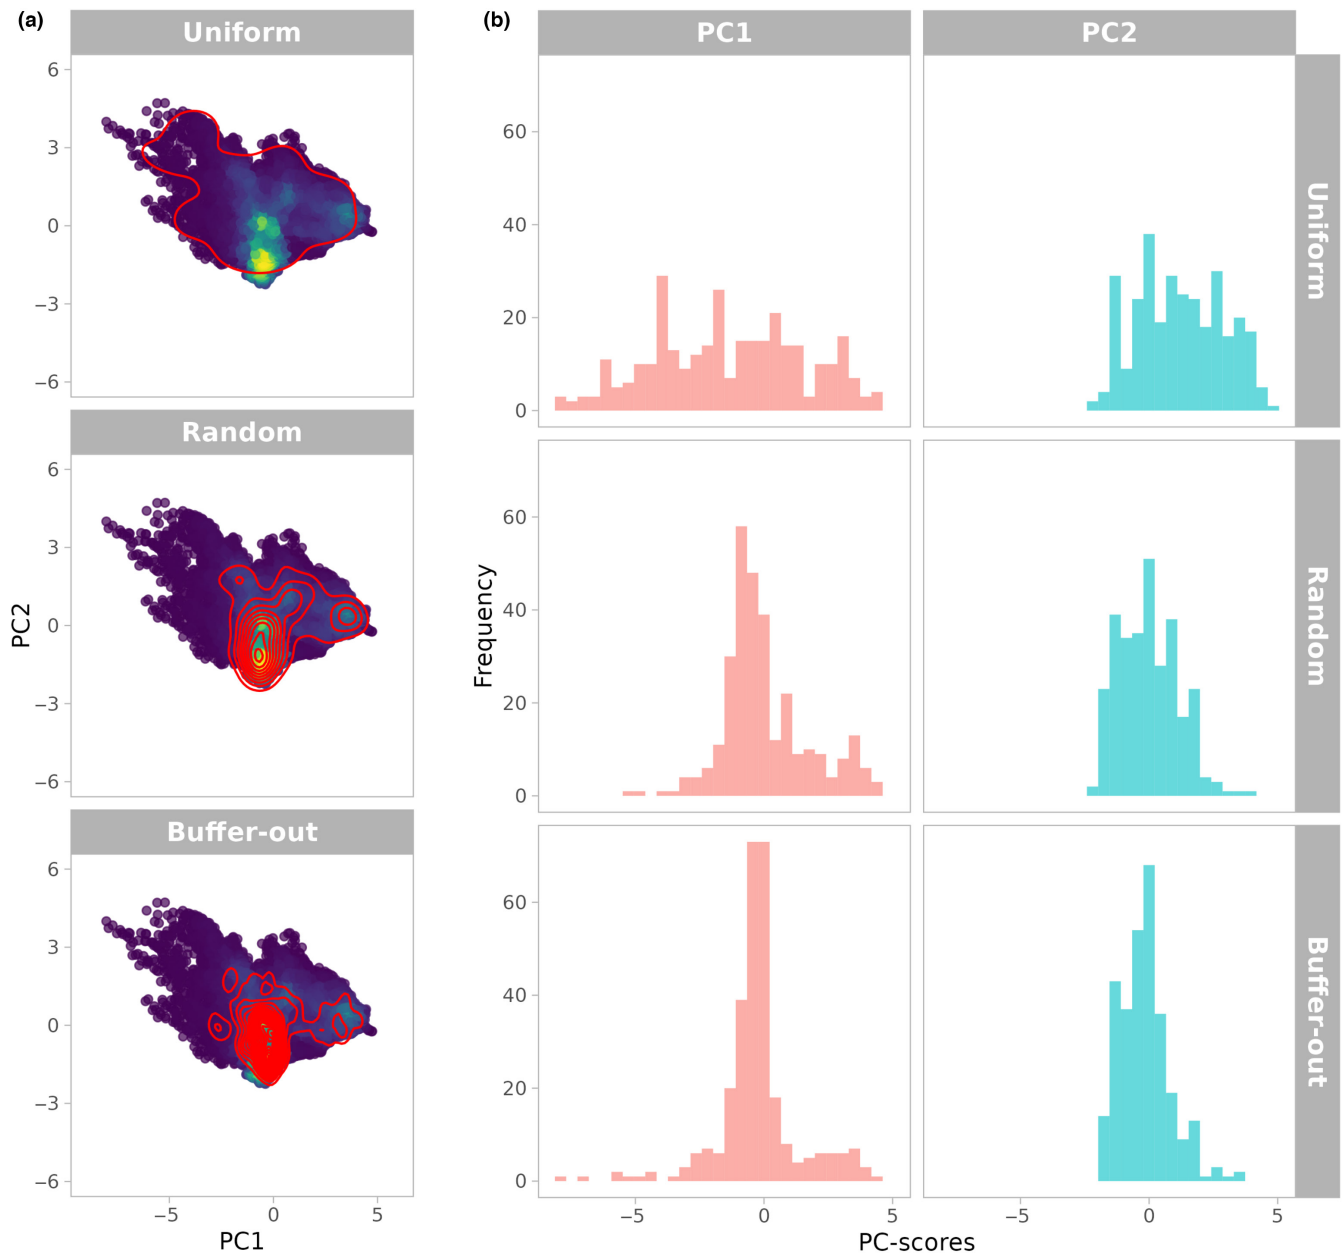 (a)
Uniform
6
3
0
−3
−6
Random
6
3
0
−3
−6
Buffer-out
6
3
0
−3
−6
−5 0 5
PC1
PC2
(b)
PC1 PC2
60
40
20
0
Uniform
60
40
20
0
Random
60
40
20
0
Buffer-out
−5 0 5 −5 0 5
PC-scores
Frequency